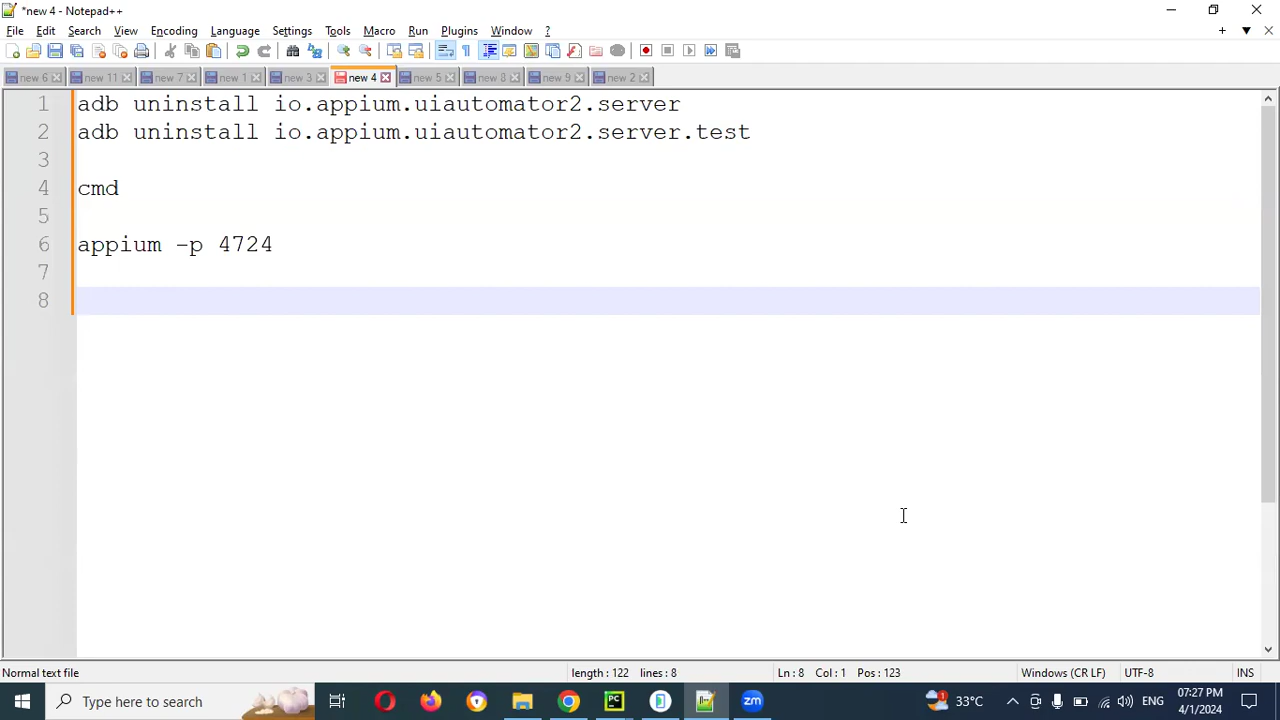 *new 4 - Notepad++
File Edit Search View Encoding Language Settings Tools Macro Run Plugins Window ?
new 6 new 11 new 7 new 1 new 3 new 4 new 5 new 8 new 9 new 2
1 adb uninstall io.appium.uiautomator2.server
2 adb uninstall io.appium.uiautomator2.server.test
3
4 cmd
5
6 appium -p 4724
7
8
Normal text file length : 122 lines : 8 Ln : 8 Col : 1 Pos : 123 Windows (CR LF) UTF-8 INS
Type here to search 33°C ENG 07:27 PM
4/1/2024